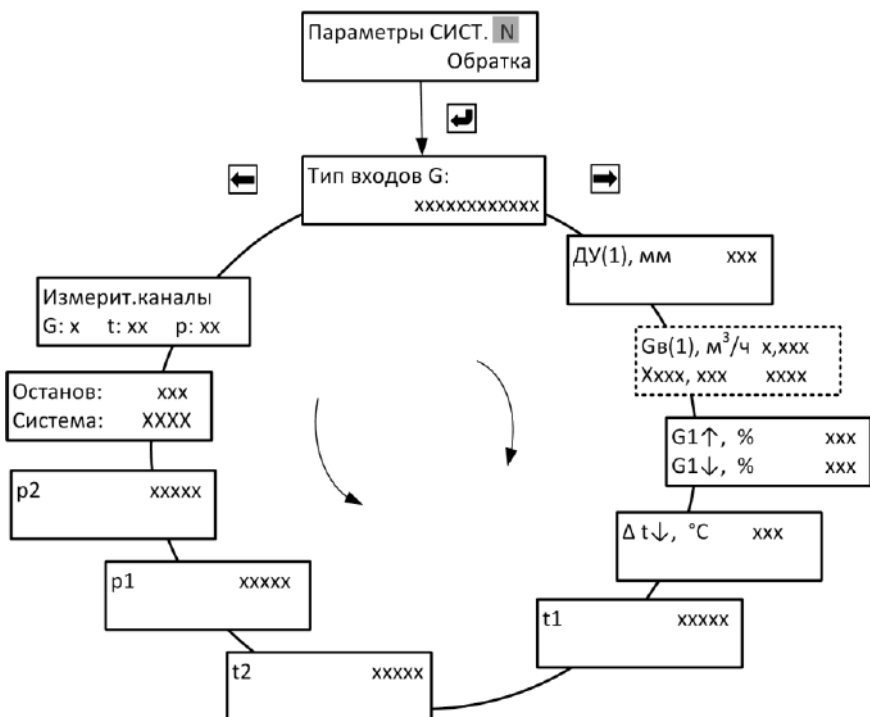 Параметры СИСТ. N
Обратка
Тип входов G:
xxxxxxxxxxxx
ДУ(1), мм xxx
Gв(1), м³/ч x,xxx
Xxxx, xxx xxxx
G1↑, % xxx
G1↓, % xxx
Δ t↓, °C xxx
t1 xxxxx
t2 xxxxx
p1 xxxxx
p2 xxxxx
Останов: xxx
Система: XXXX
Измерит.каналы
G: x t: xx p: xx